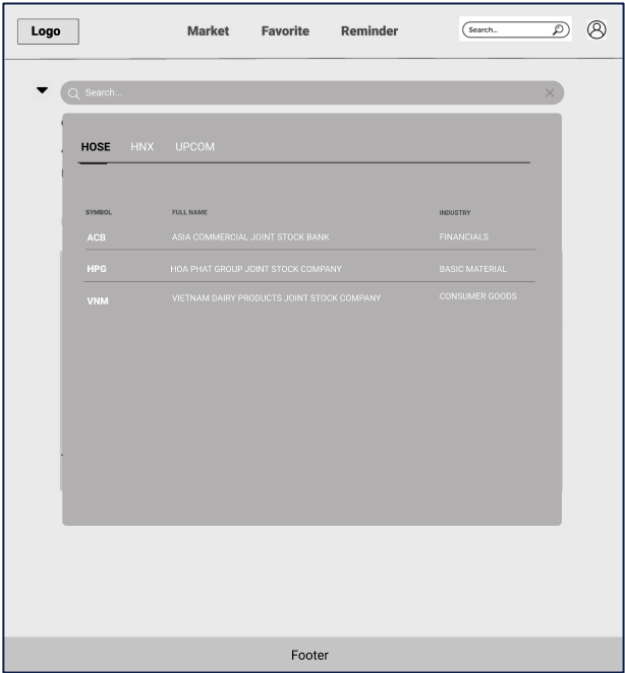 Logo Market Favorite Reminder Search..
Search...
HOSE HNX UPCOM
SYMBOL FULL NAME INDUSTRY
ACB ASIA COMMERCIAL JOINT STOCK BANK FINANCIALS
HPG HOA PHAT GROUP JOINT STOCK COMPANY BASIC MATERIAL
VNM VIETNAM DAIRY PRODUCTS JOINT STOCK COMPANY CONSUMER GOODS
Footer